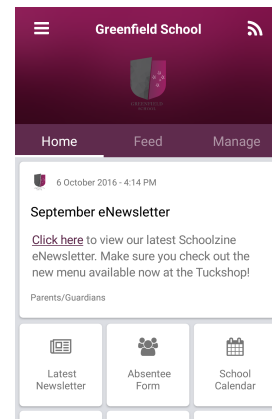 Greenfield School
GREENFIELD
SCHOOL
Home Feed Manage
6 October 2016 - 4:14 PM
September eNewsletter
Click here to view our latest Schoolzine
eNewsletter. Make sure you check out the
new menu available now at the Tuckshop!
Parents/Guardians
Latest Absentee School
Newsletter Form Calendar